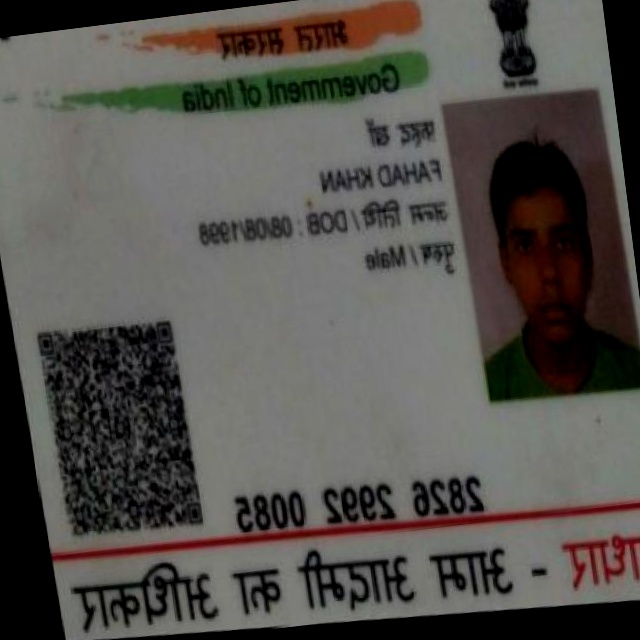 भारत सरकार
Government of India
फहद खाँ
FAHAD KHAN
जन्म तिथि / DOB : 08/08/1998
पुरुष / Male
2826 2992 0085
आधार - आम आदमी का अधिकार